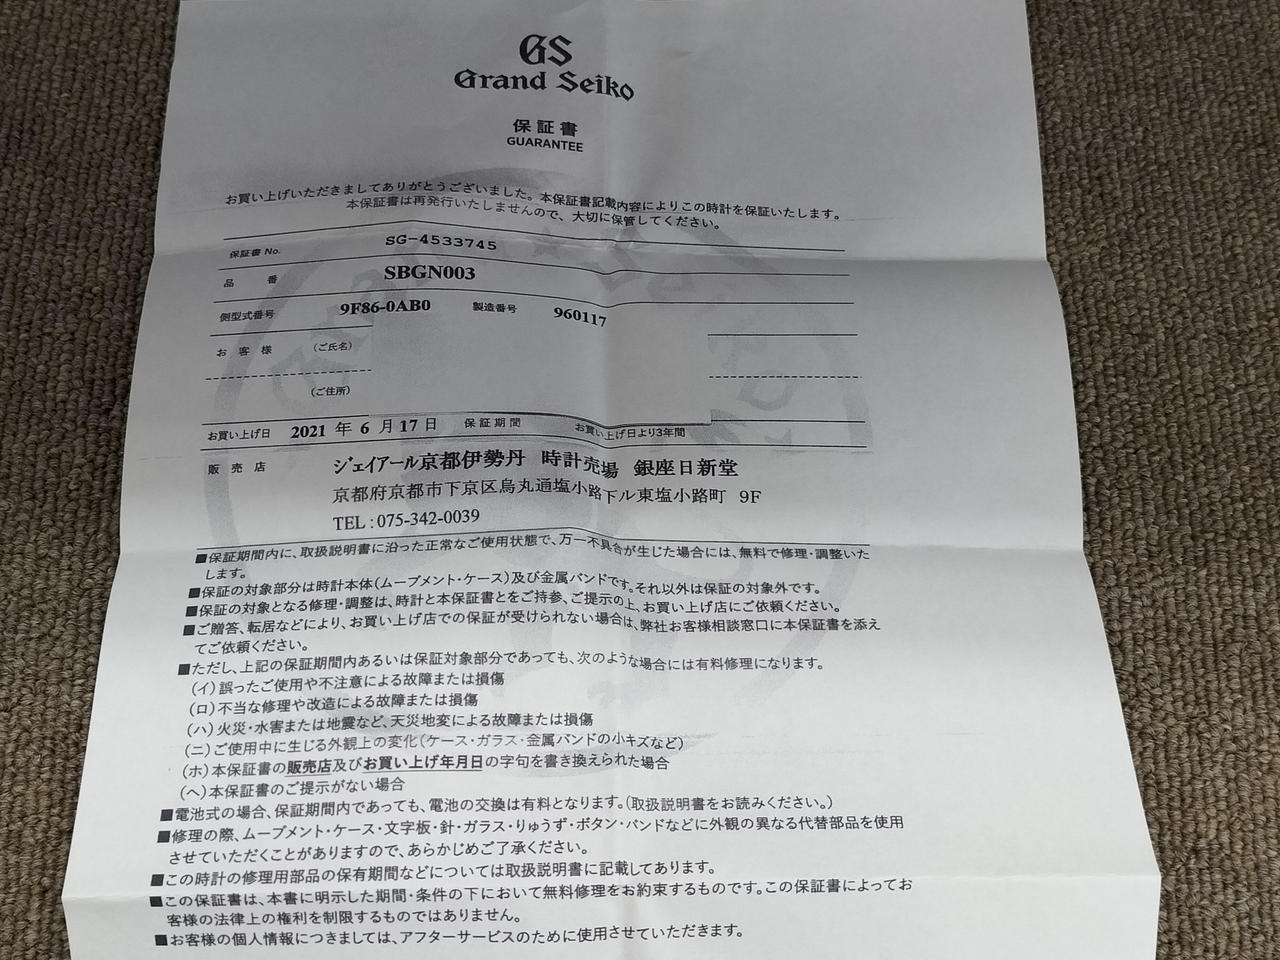 GS
Grand Seiko
保証書
GUARANTEE
お買い上げいただきましてありがとうございました。本保証書記載内容によりこの時計を保証いたします。
本保証書は再発行いたしませんので、大切に保管してください。
保証書 No. SG-4533745
品番 SBGN003
側型式番号 9F86-0AB0 製造番号 960117
お客様 (ご氏名)
(ご住所)
お買い上げ日 2021 年 6 月 17 日 保証期間 お買い上げ日より3年間
販売店 ジェイアール京都伊勢丹 時計売場 銀座日新堂
京都府京都市下京区烏丸通塩小路下ル東塩小路町 9F
TEL:075-342-0039
■保証期間内に、取扱説明書に沿った正常なご使用状態で、万一不具合が生じた場合には、無料で修理・調整いた
します。
■保証の対象部分は時計本体(ムーブメント・ケース)及び金属バンドです。それ以外は保証の対象外です。
■保証の対象となる修理・調整は、時計と本保証書とをご持参、ご提示の上、お買い上げ店にご依頼ください。
■ご贈答、転居などにより、お買い上げ店での保証が受けられない場合は、弊社お客様相談窓口に本保証書を添え
てご依頼ください。
■ただし、上記の保証期間内あるいは保証対象部分であっても、次のような場合には有料修理になります。
(イ)誤ったご使用や不注意による故障または損傷
(ロ)不当な修理や改造による故障または損傷
(ハ)火災・水害または地震など、天災地変による故障または損傷
(ニ)ご使用中に生じる外観上の変化(ケース・ガラス・金属バンドの小キズなど)
(ホ)本保証書の販売店及びお買い上げ年月日の字句を書き換えられた場合
(ヘ)本保証書のご提示がない場合
■電池式の場合、保証期間内であっても、電池の交換は有料となります。(取扱説明書をお読みください。)
■修理の際、ムーブメント・ケース・文字板・針・ガラス・りゅうず・ボタン・バンドなどに外観の異なる代替部品を使用
させていただくことがありますので、あらかじめご了承ください。
■この時計の修理用部品の保有期間などについては取扱説明書に記載してあります。
■この保証書は、本書に明示した期間・条件の下において無料修理をお約束するものです。この保証書によってお
客様の法律上の権利を制限するものではありません。
■お客様の個人情報につきましては、アフターサービスのために使用させていただきます。